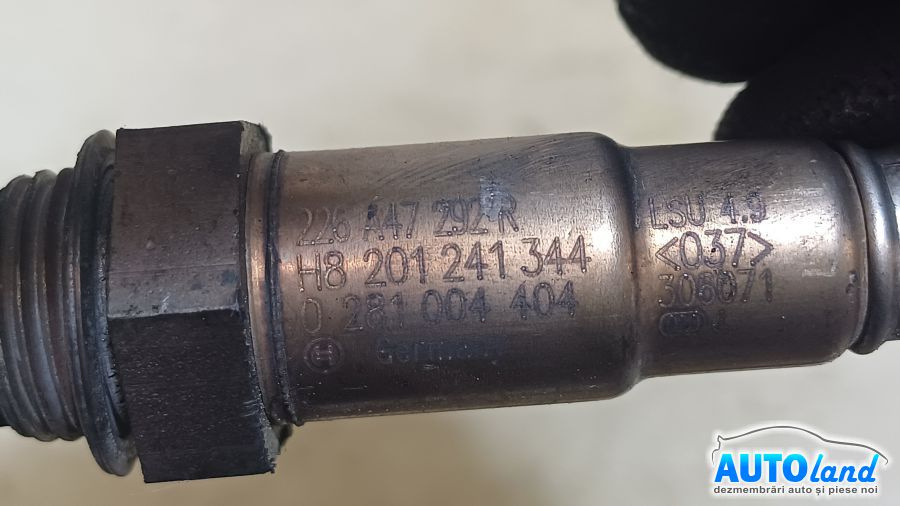 226 A47 292 R
H8 201 241 344
0 281 004 404
Germany
LSU 4.9
<037>
306071
AUTOland
dezmembrări auto și piese noi